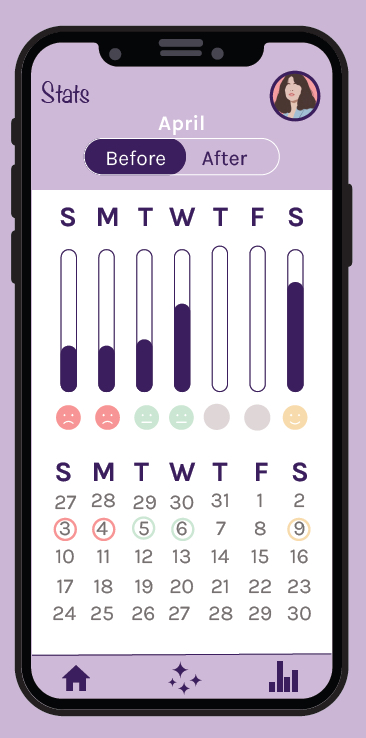 Stats
April
Before After
S M T W T F S
S M T W T F S
27 28 29 30 31 1 2
3 4 5 6 7 8 9
10 11 12 13 14 15 16
17 18 19 20 21 22 23
24 25 26 27 28 29 30